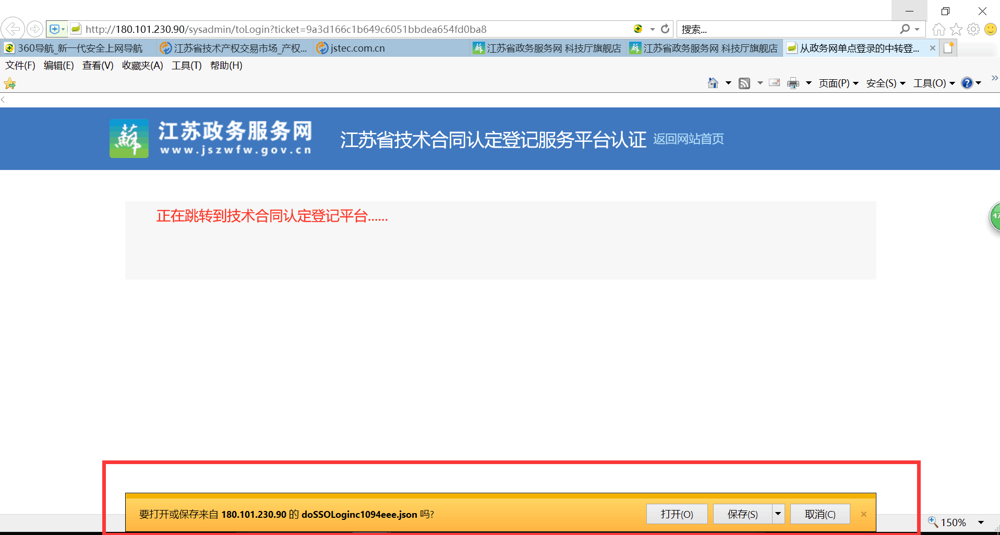 http://180.101.230.90/sysadmin/toLogin?ticket=9a3d166c1b649c6051bbdea654fd0ba8
搜索...
360导航_新一代安全上网导航
江苏省技术产权交易市场_产权...
jstec.com.cn
江苏省政务服务网 科技厅旗舰店
江苏省政务服务网 科技厅旗舰店
从政务网单点登录的中转登...
文件(F) 编辑(E) 查看(V) 收藏夹(A) 工具(T) 帮助(H)
页面(P) 安全(S) 工具(O)
江苏政务服务网
www.jszwfw.gov.cn
江苏省技术合同认定登记服务平台认证 返回网站首页
正在跳转到技术合同认定登记平台......
47
要打开或保存来自 180.101.230.90 的 doSSOLoginc1094eee.json 吗?
打开(O) 保存(S) 取消(C)
150%